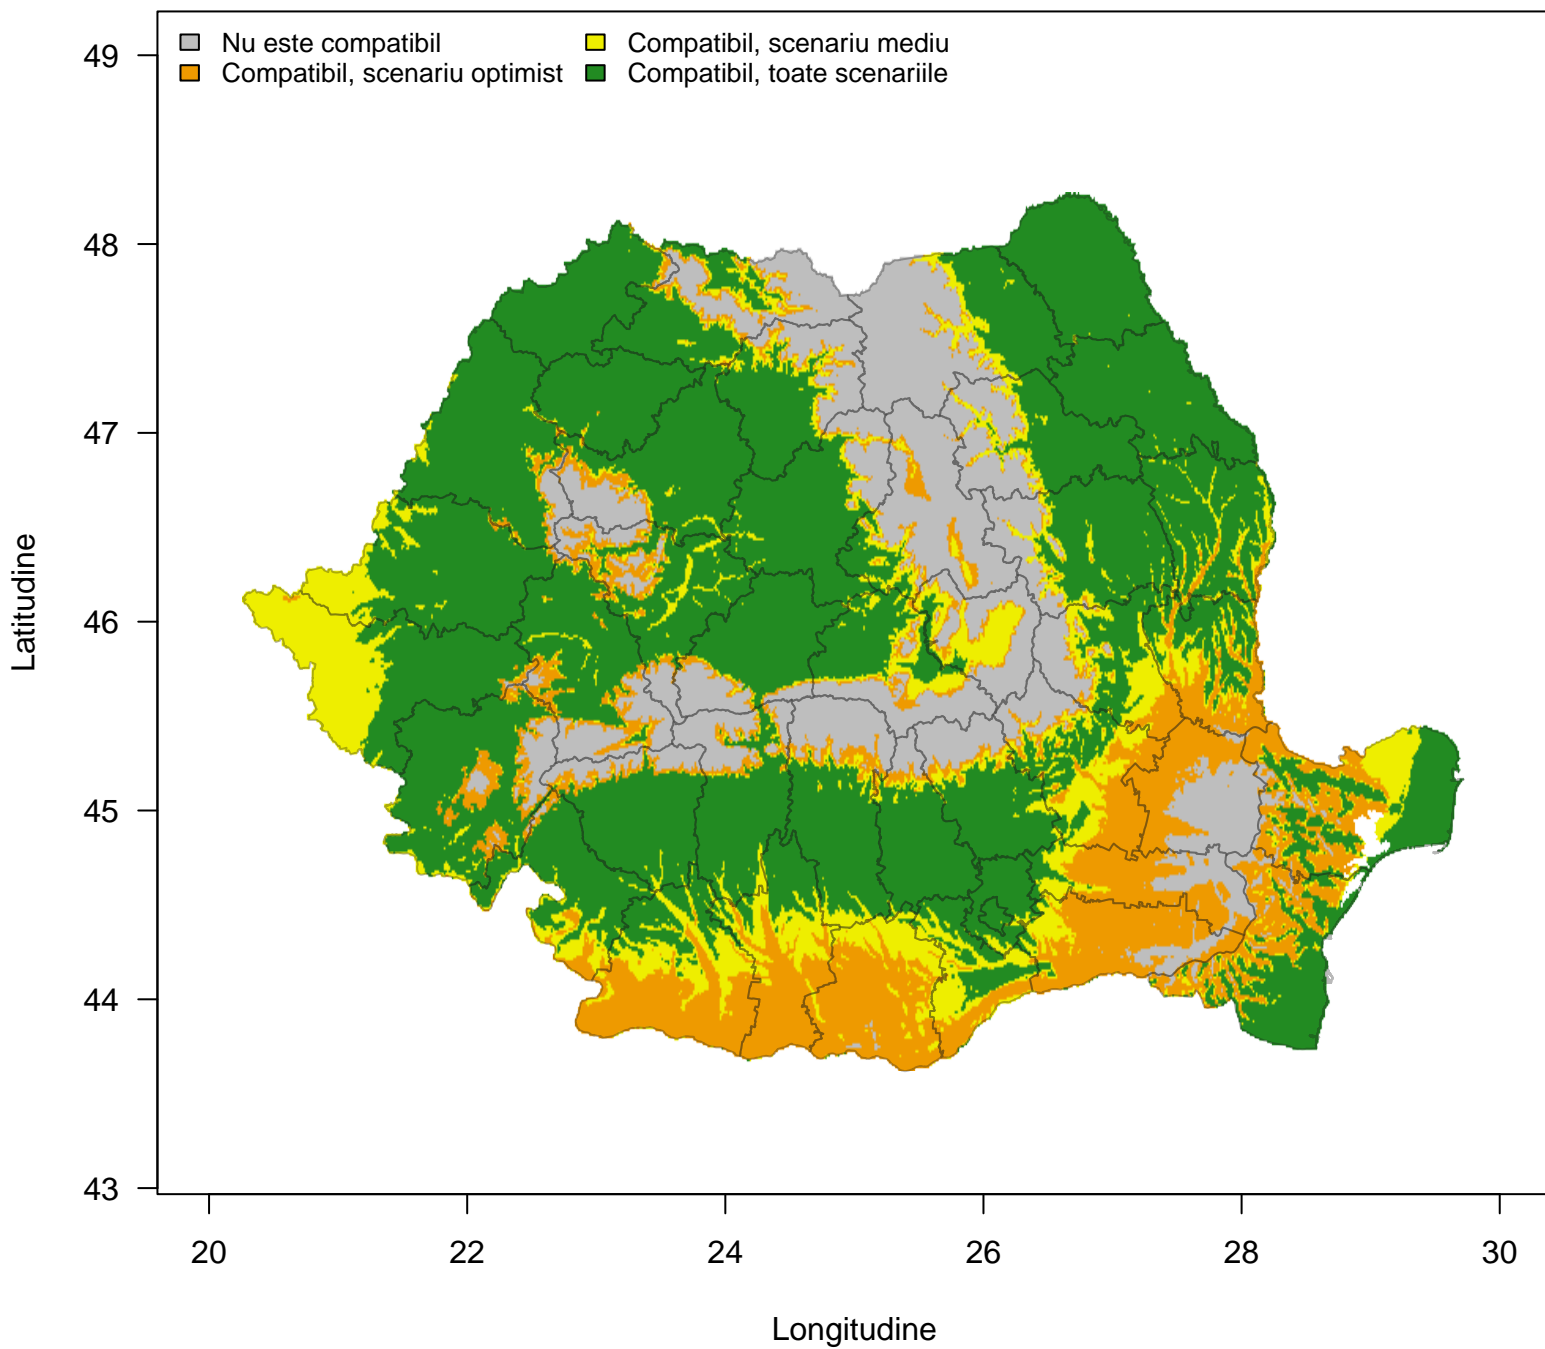 Nu este compatibil
Compatibil, scenariu optimist
Compatibil, scenariu mediu
Compatibil, toate scenariile
Latitudine
49
48
47
46
45
44
43
20
22
24
26
28
30
Longitudine